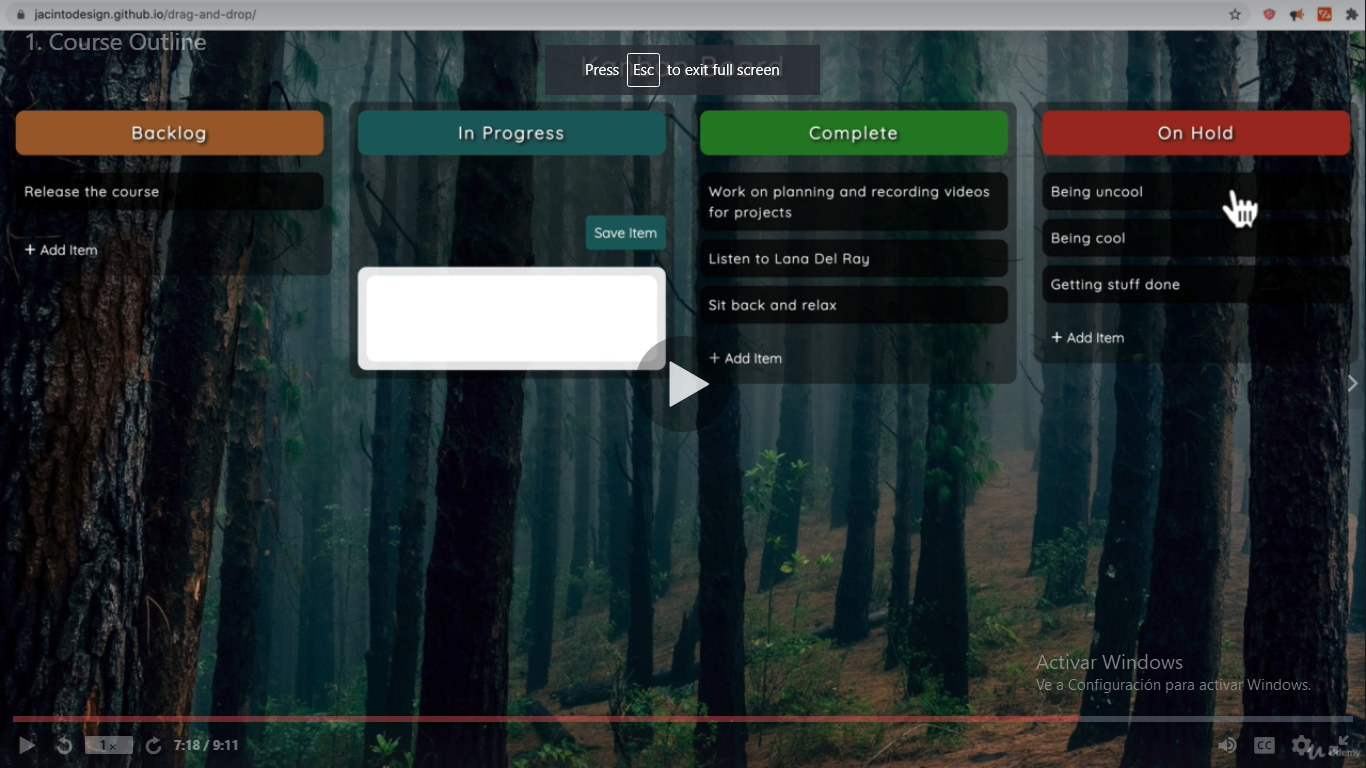 jacintodesign.github.io/drag-and-drop/
1. Course Outline
Press Esc to exit full screen
Backlog
Release the course
+ Add Item
In Progress
Save Item
Complete
Work on planning and recording videos
for projects
Listen to Lana Del Ray
Sit back and relax
+ Add Item
On Hold
Being uncool
Being cool
Getting stuff done
+ Add Item
Activar Windows
Ve a Configuración para activar Windows.
1×
7:18 / 9:11
CC
ûdemy